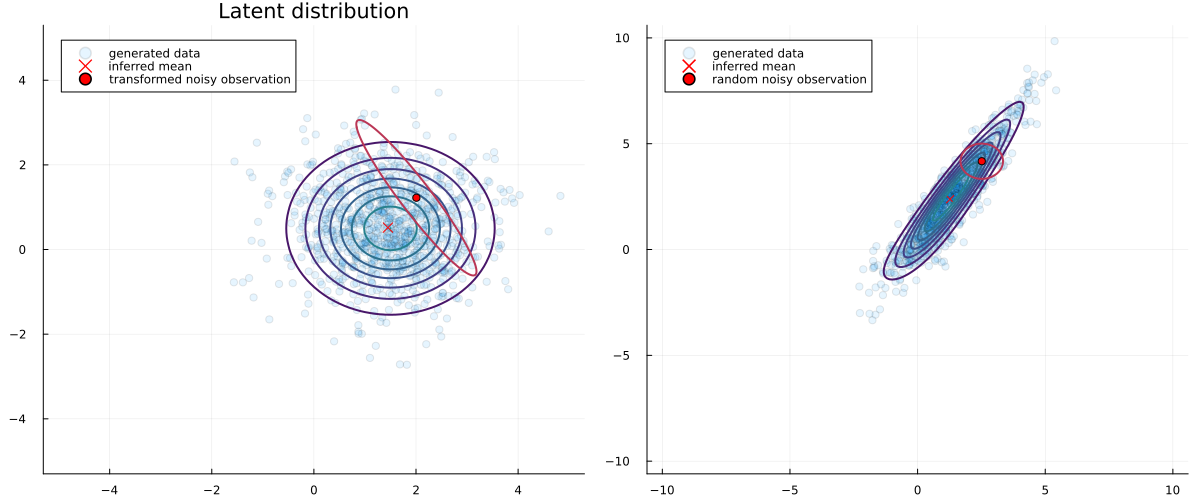 Latent distribution
generated data
inferred mean
transformed noisy observation
4
2
0
−2
−4
−4
−2
0
2
4
generated data
inferred mean
random noisy observation
10
5
0
−5
−10
−10
−5
0
5
10